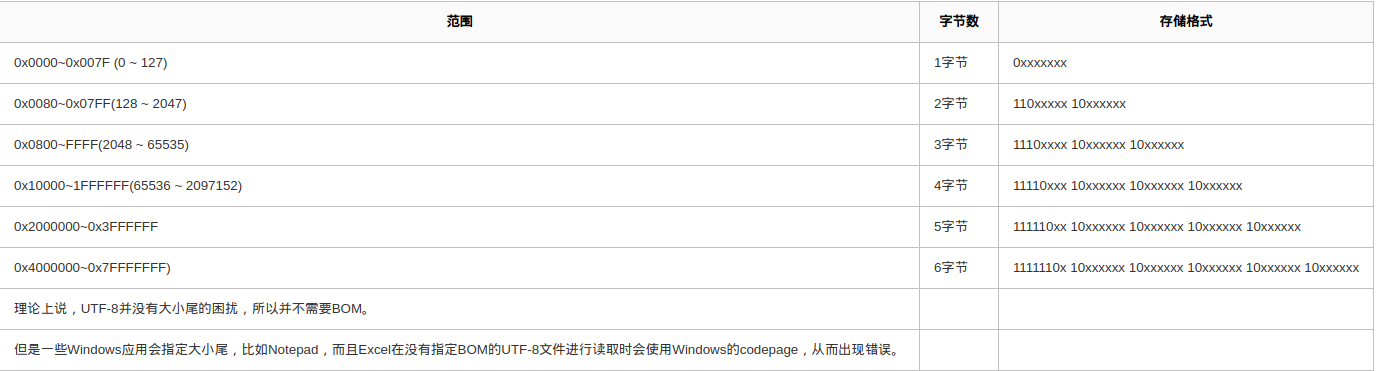 范围 字节数 存储格式
0x0000~0x007F (0 ~ 127) 1字节 0xxxxxxx
0x0080~0x07FF(128 ~ 2047) 2字节 110xxxxx 10xxxxxx
0x0800~FFFF(2048 ~ 65535) 3字节 1110xxxx 10xxxxxx 10xxxxxx
0x10000~1FFFFFF(65536 ~ 2097152) 4字节 11110xxx 10xxxxxx 10xxxxxx 10xxxxxx
0x2000000~0x3FFFFFF 5字节 111110xx 10xxxxxx 10xxxxxx 10xxxxxx 10xxxxxx
0x4000000~0x7FFFFFFF) 6字节 1111110x 10xxxxxx 10xxxxxx 10xxxxxx 10xxxxxx 10xxxxxx
理论上说，UTF-8并没有大小尾的困扰，所以并不需要BOM。
但是一些Windows应用会指定大小尾，比如Notepad，而且Excel在没有指定BOM的UTF-8文件进行读取时会使用Windows的codepage，从而出现错误。